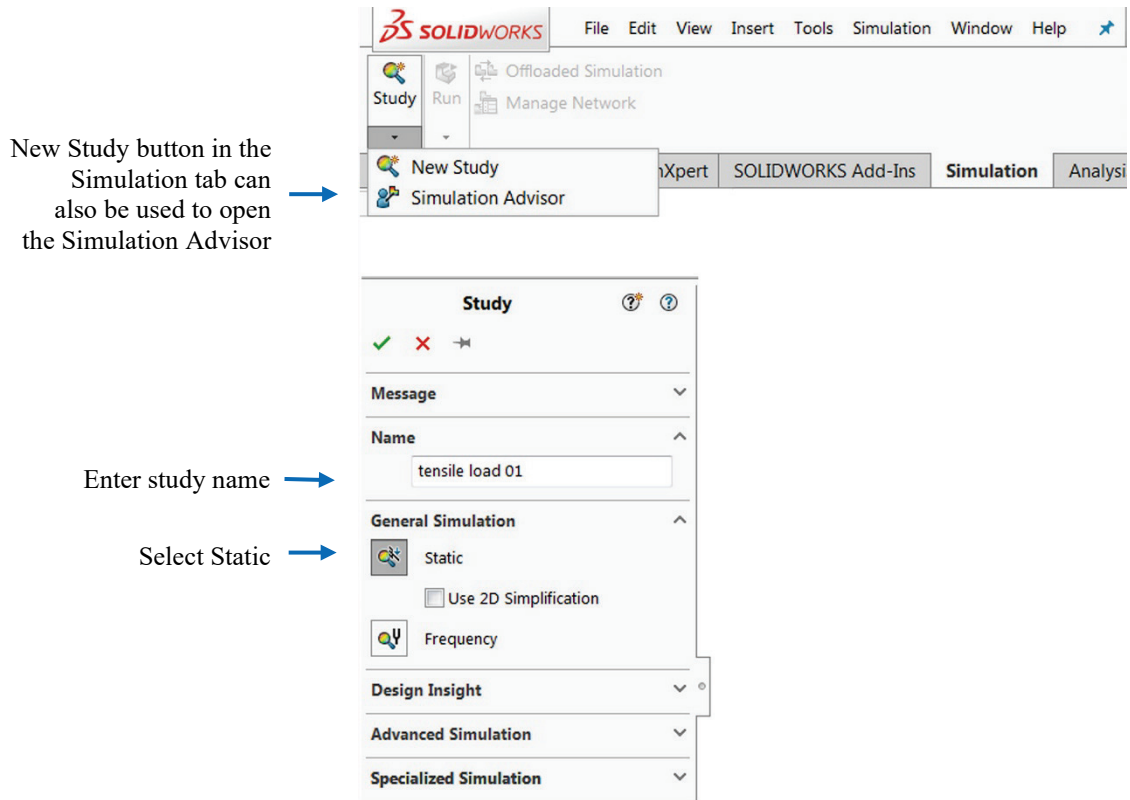 SOLIDWORKS File Edit View Insert Tools Simulation Window Help
Study Run Offloaded Simulation
Manage Network
New Study button in the
Simulation tab can
also be used to open
the Simulation Advisor
New Study
Simulation Advisor
Xpert SOLIDWORKS Add-Ins Simulation Analysi
Study
Message
Name
Enter study name
tensile load 01
General Simulation
Select Static
Static
Use 2D Simplification
Frequency
Design Insight
Advanced Simulation
Specialized Simulation